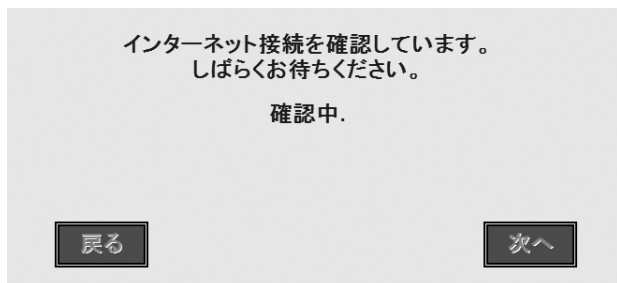 インターネット接続を確認しています。
しばらくお待ちください。
確認中.
戻る
次へ